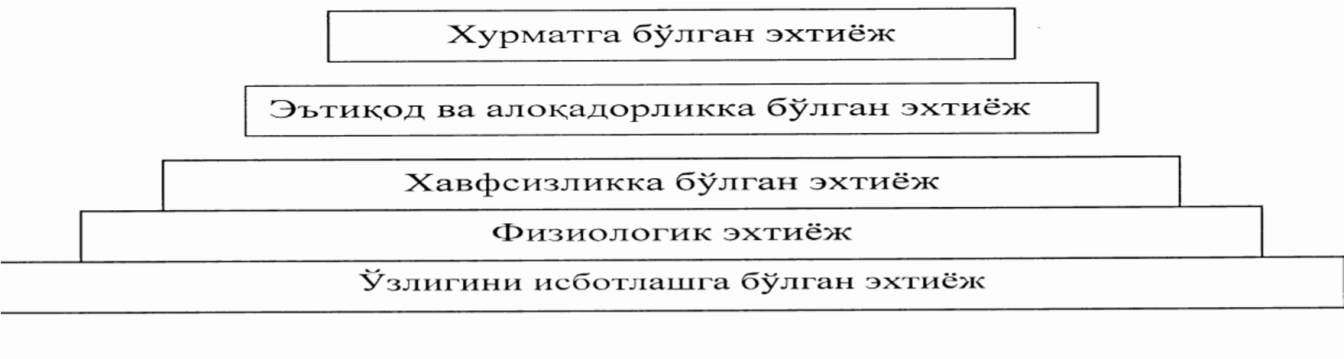 Хурматга бўлган эхтиёж
Эътиқод ва алоқадорликка бўлган эхтиёж
Хавфсизликка бўлган эхтиёж
Физиологик эхтиёж
Ўзлигини исботлашга бўлган эхтиёж